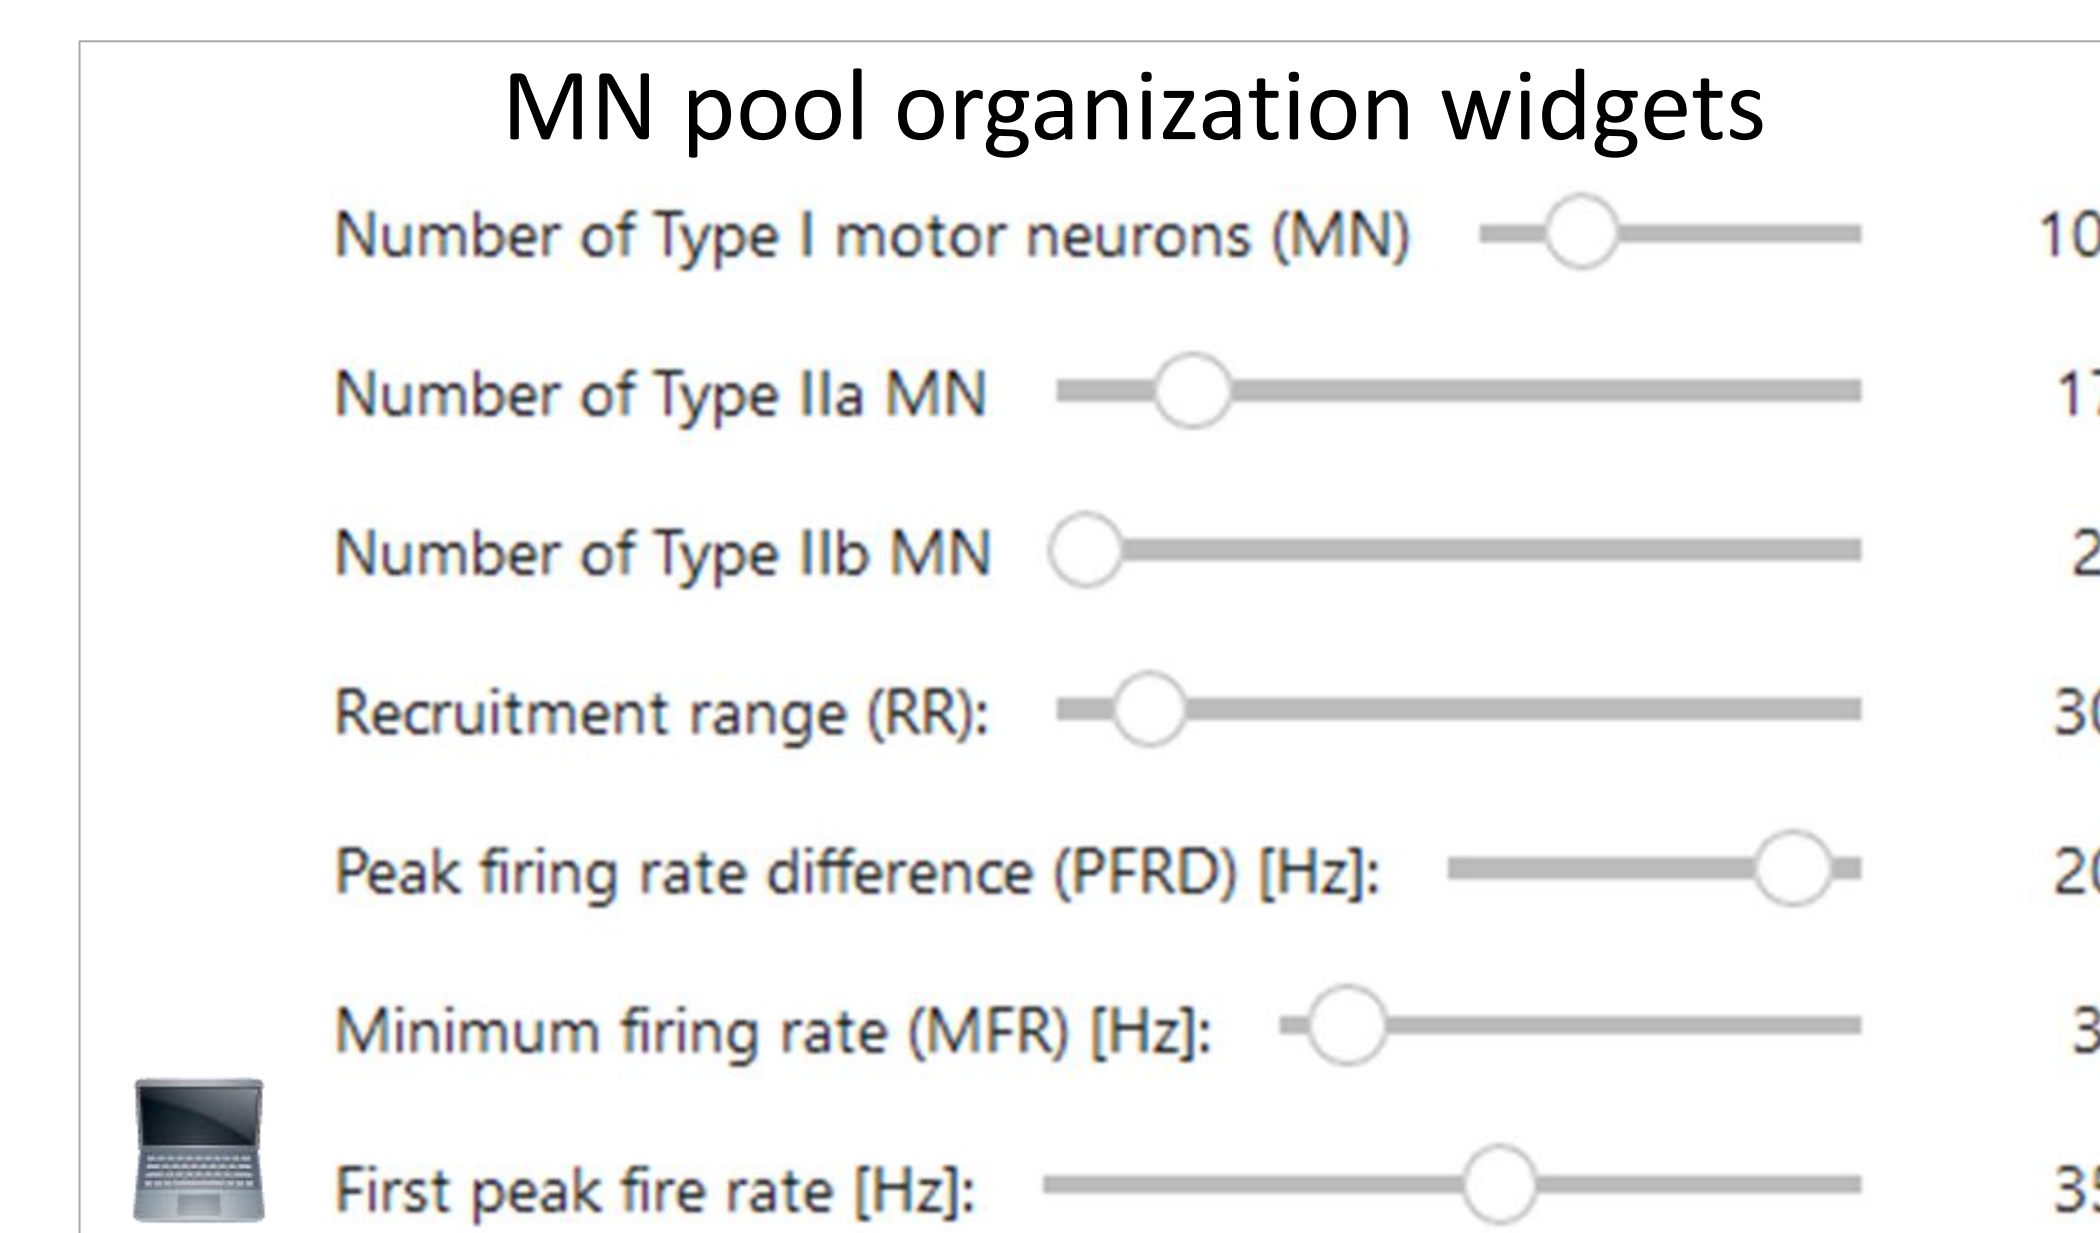 MN pool organization widgets
Number of Type I motor neurons (MN)
Number of Type IIa MN
Number of Type IIb MN
Recruitment range (RR):
Peak firing rate difference (PFRD) [Hz]:
Minimum firing rate (MFR) [Hz]:
First peak fire rate [Hz]: